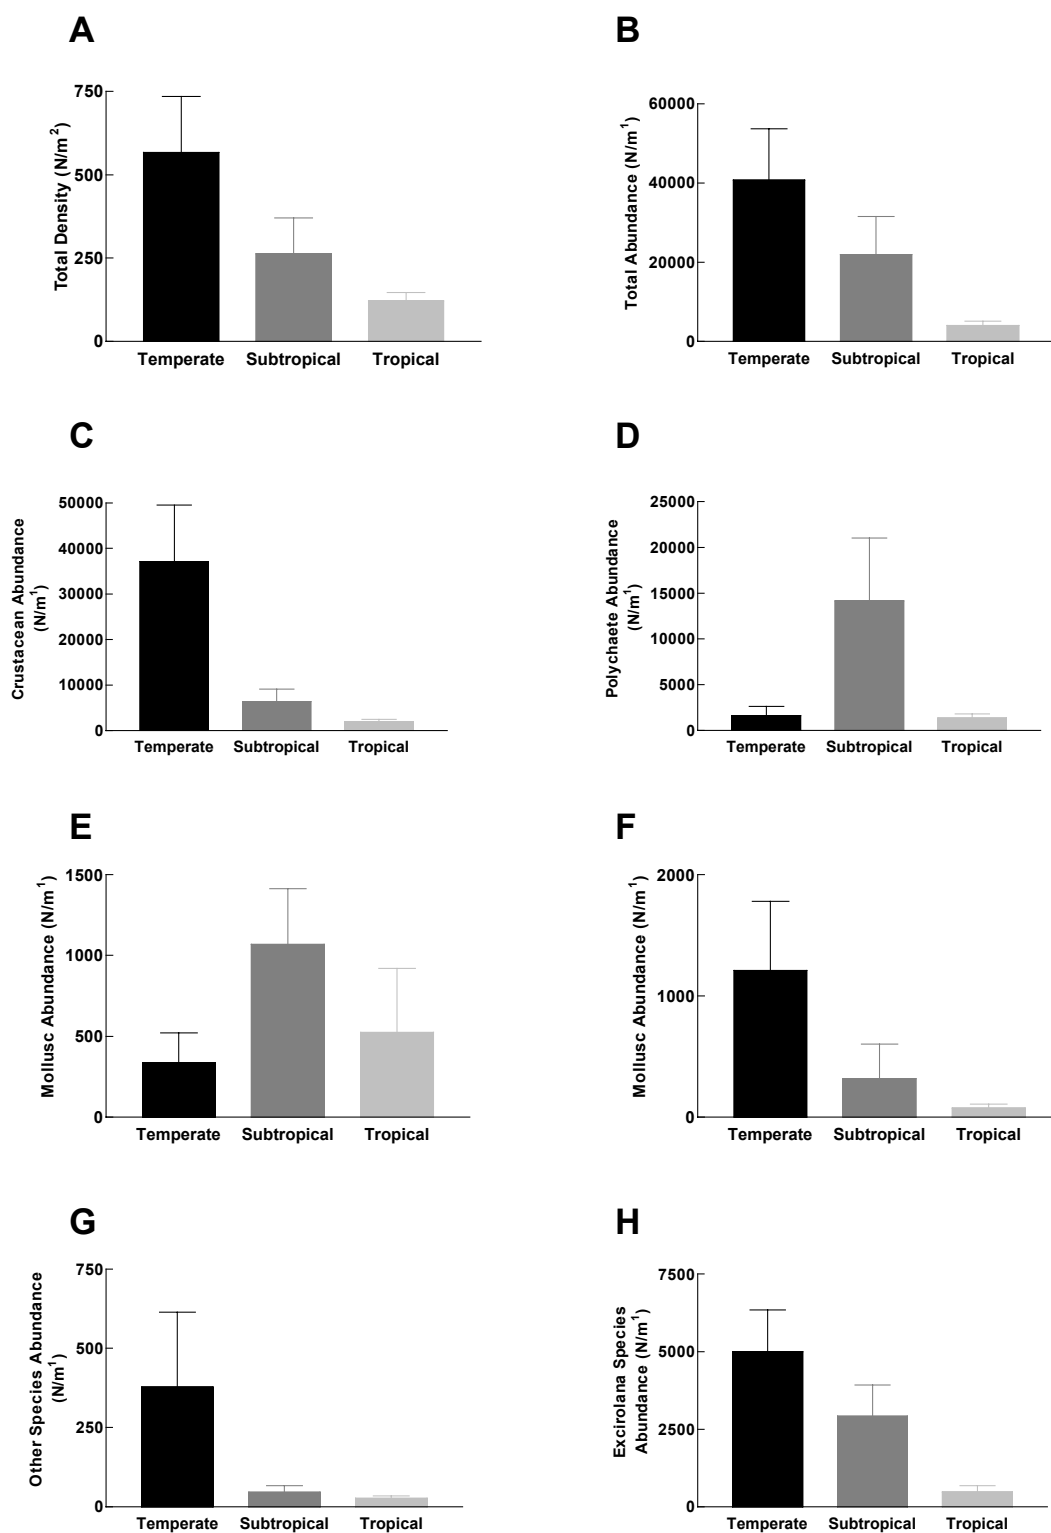 A
Total Density (N/m²)
750
500
250
0
Temperate Subtropical Tropical
B
Total Abundance (N/m¹)
60000
40000
20000
0
Temperate Subtropical Tropical
C
Crustacean Abundance
(N/m¹)
50000
40000
30000
20000
10000
0
Temperate Subtropical Tropical
D
Polychaete Abundance
(N/m¹)
25000
20000
15000
10000
5000
0
Temperate Subtropical Tropical
E
Mollusc Abundance (N/m¹)
1500
1000
500
0
Temperate Subtropical Tropical
F
Mollusc Abundance (N/m¹)
2000
1000
0
Temperate Subtropical Tropical
G
Other Species Abundance
(N/m¹)
750
500
250
0
Temperate Subtropical Tropical
H
Excirolana Species
Abundance (N/m¹)
7500
5000
2500
0
Temperate Subtropical Tropical